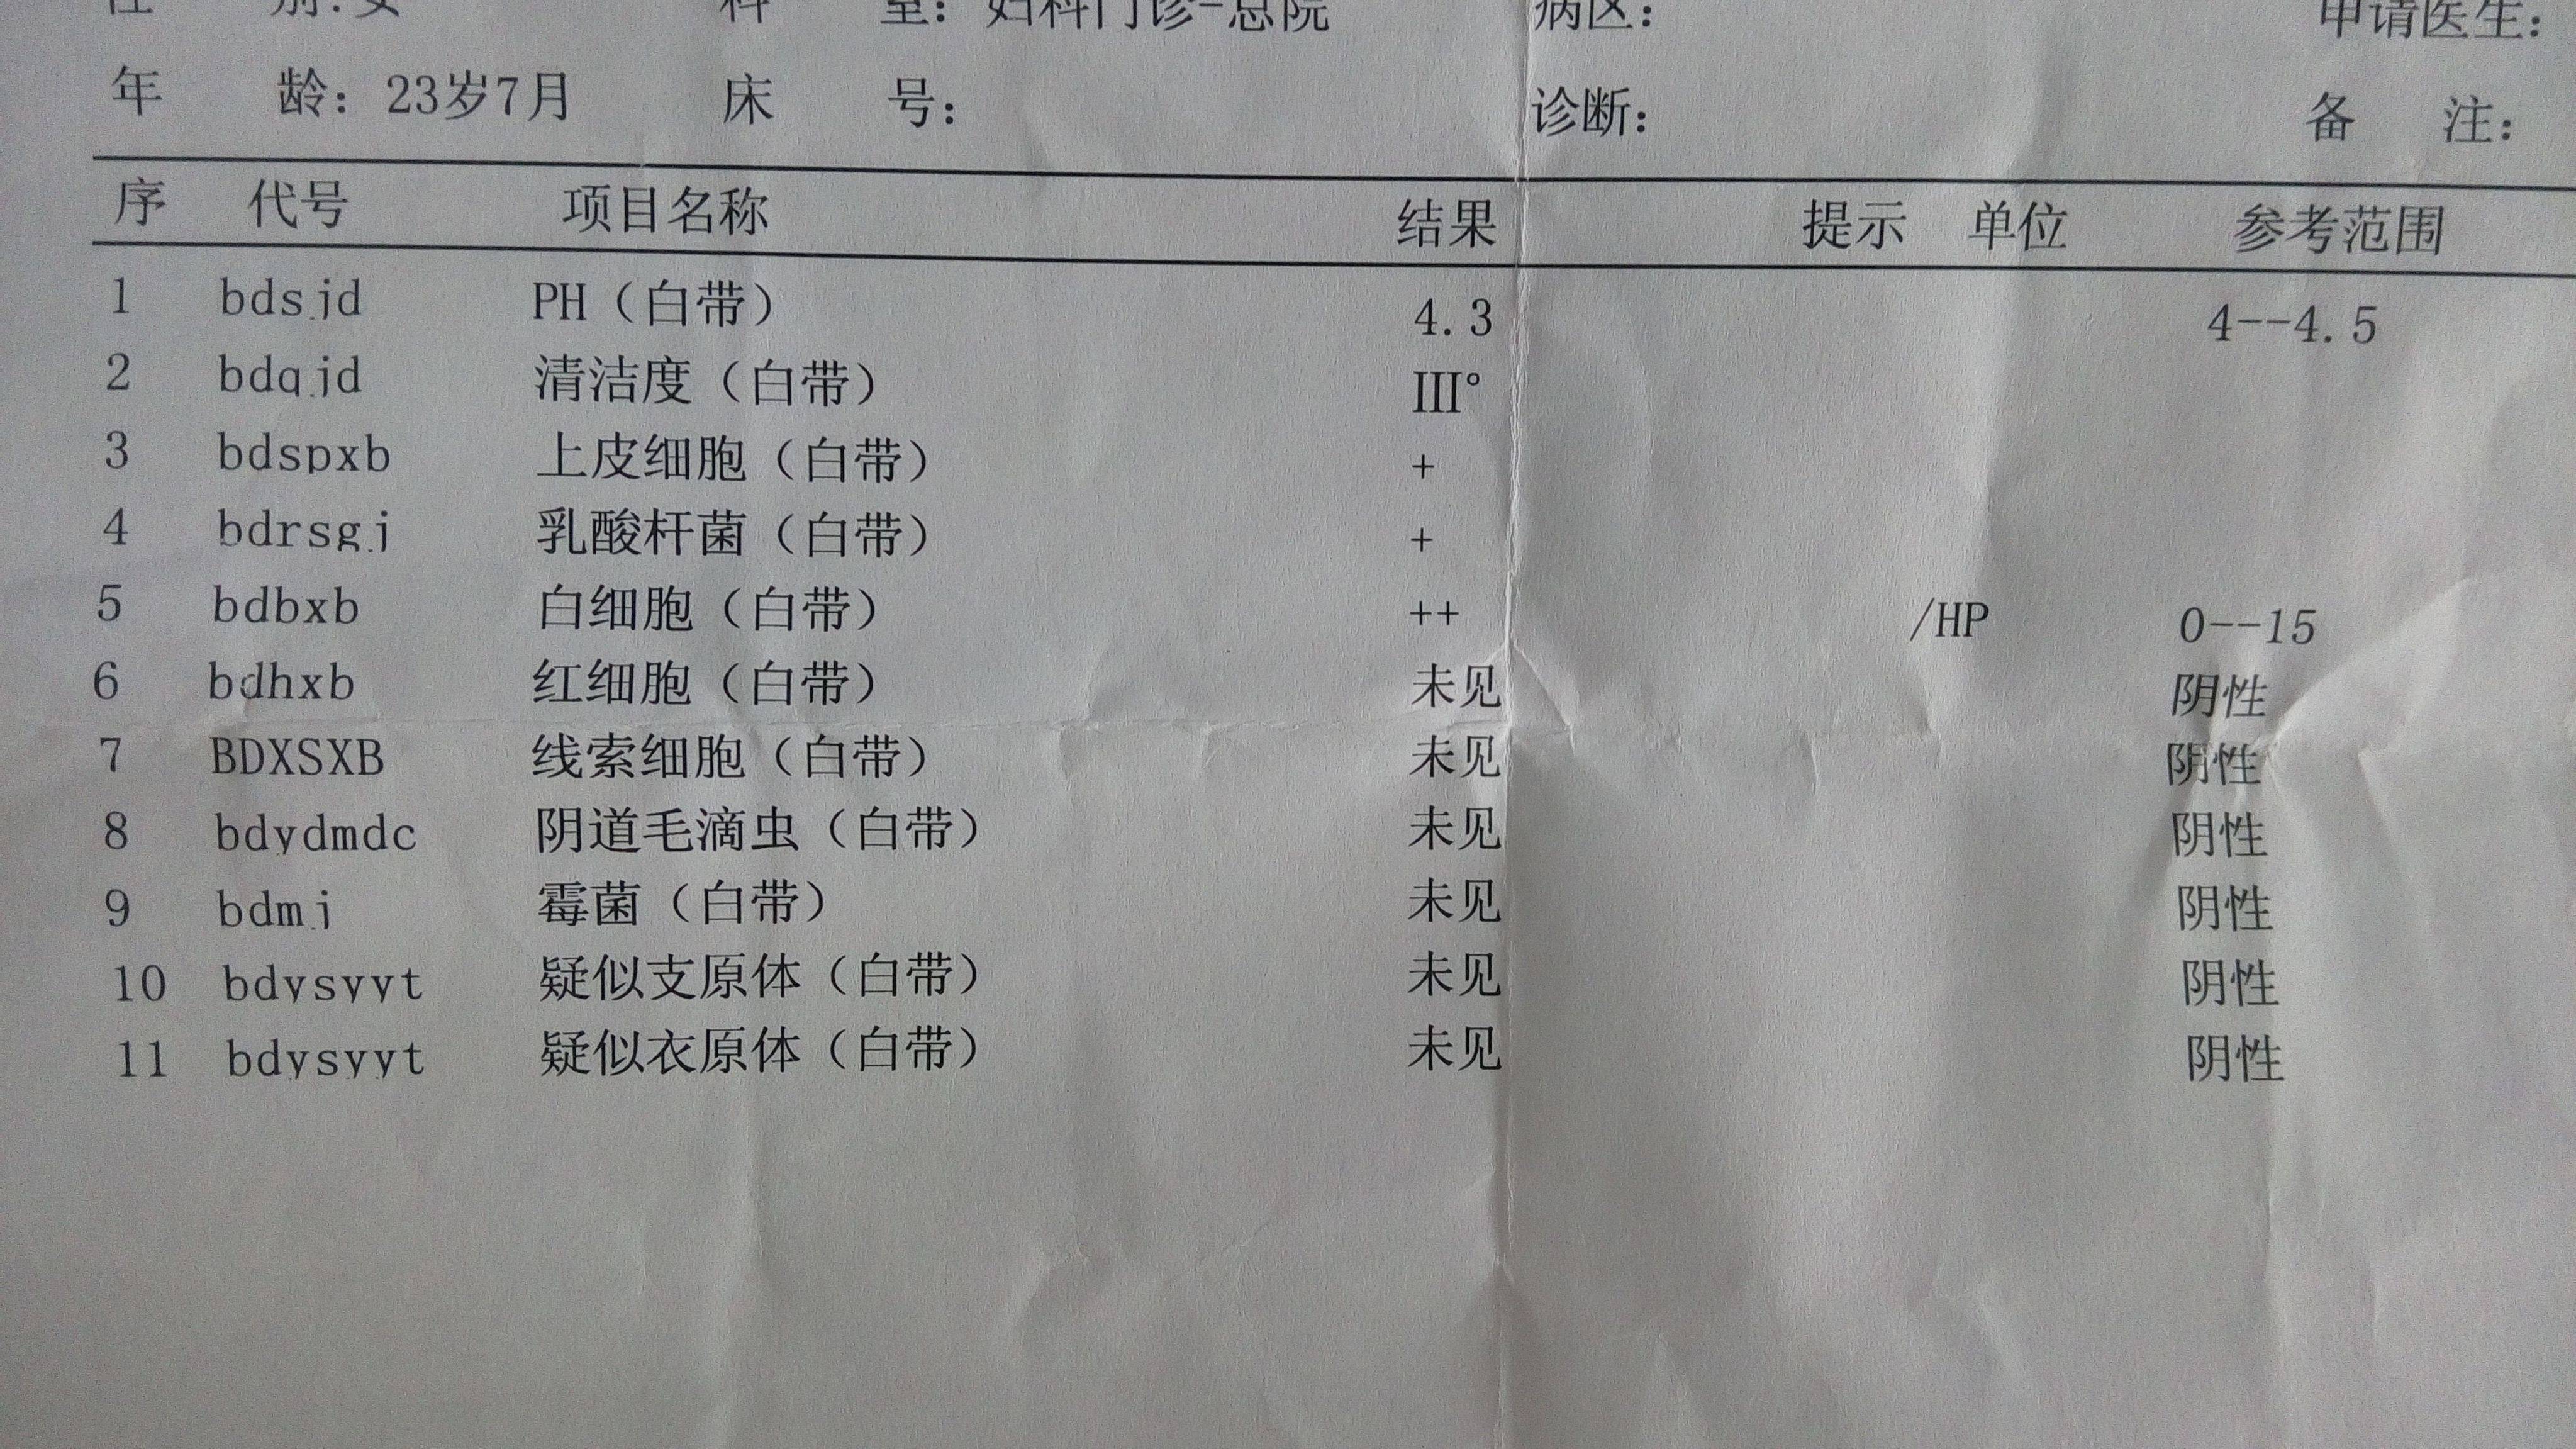 性 别:女 科 室: 妇科门诊-总院 病区: 申请医生:
年 龄: 23岁7月 床 号: 诊断: 备 注:
序 代号 项目名称 结果 提示 单位 参考范围
1 bdsjd PH（白带） 4.3 4--4.5
2 bdqjd 清洁度（白带） III°
3 bdspxb 上皮细胞（白带） +
4 bdrsgj 乳酸杆菌（白带） +
5 bdbxb 白细胞（白带） ++ /HP 0--15
6 bdhxb 红细胞（白带） 未见 阴性
7 BDXSXB 线索细胞（白带） 未见 阴性
8 bdydmdc 阴道毛滴虫（白带） 未见 阴性
9 bdmj 霉菌（白带） 未见 阴性
10 bdysyyt 疑似支原体（白带） 未见 阴性
11 bdysyyt 疑似衣原体（白带） 未见 阴性